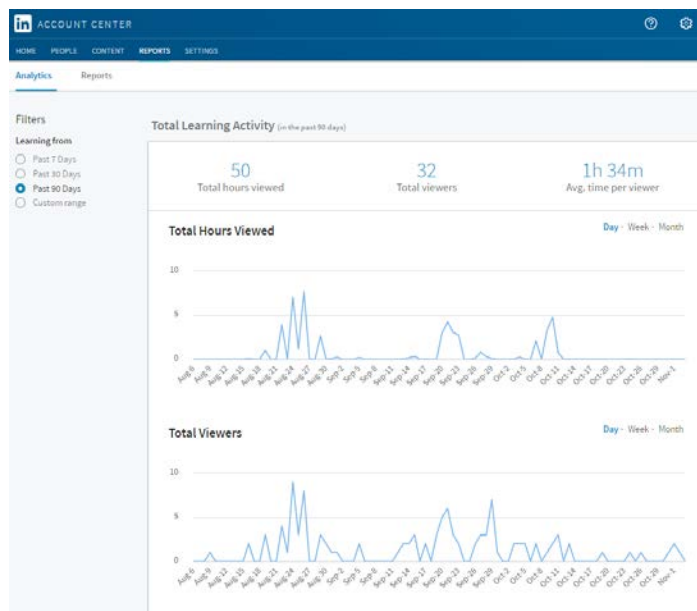 in ACCOUNT CENTER
HOME PEOPLE CONTENT REPORTS SETTINGS
Analytics Reports
Filters
Learning from
Past 7 Days
Past 30 Days
Past 90 Days
Custom range
Total Learning Activity (in the past 90 days)
50 32 1h 34m
Total hours viewed Total viewers Avg. time per viewer
Total Hours Viewed Day · Week · Month
10
5
0
Aug-6 Aug-9 Aug-12 Aug-15 Aug-18 Aug-21 Aug-24 Aug-27 Aug-30 Sep-2 Sep-5 Sep-8 Sep-11 Sep-14 Sep-17 Sep-20 Sep-23 Sep-26 Sep-29 Oct-2 Oct-5 Oct-8 Oct-11 Oct-14 Oct-17 Oct-20 Oct-23 Oct-26 Oct-29 Nov-1
Total Viewers Day · Week · Month
10
5
0
Aug-6 Aug-9 Aug-12 Aug-15 Aug-18 Aug-21 Aug-24 Aug-27 Aug-30 Sep-2 Sep-5 Sep-8 Sep-11 Sep-14 Sep-17 Sep-20 Sep-23 Sep-26 Sep-29 Oct-2 Oct-5 Oct-8 Oct-11 Oct-14 Oct-17 Oct-20 Oct-23 Oct-26 Oct-29 Nov-1